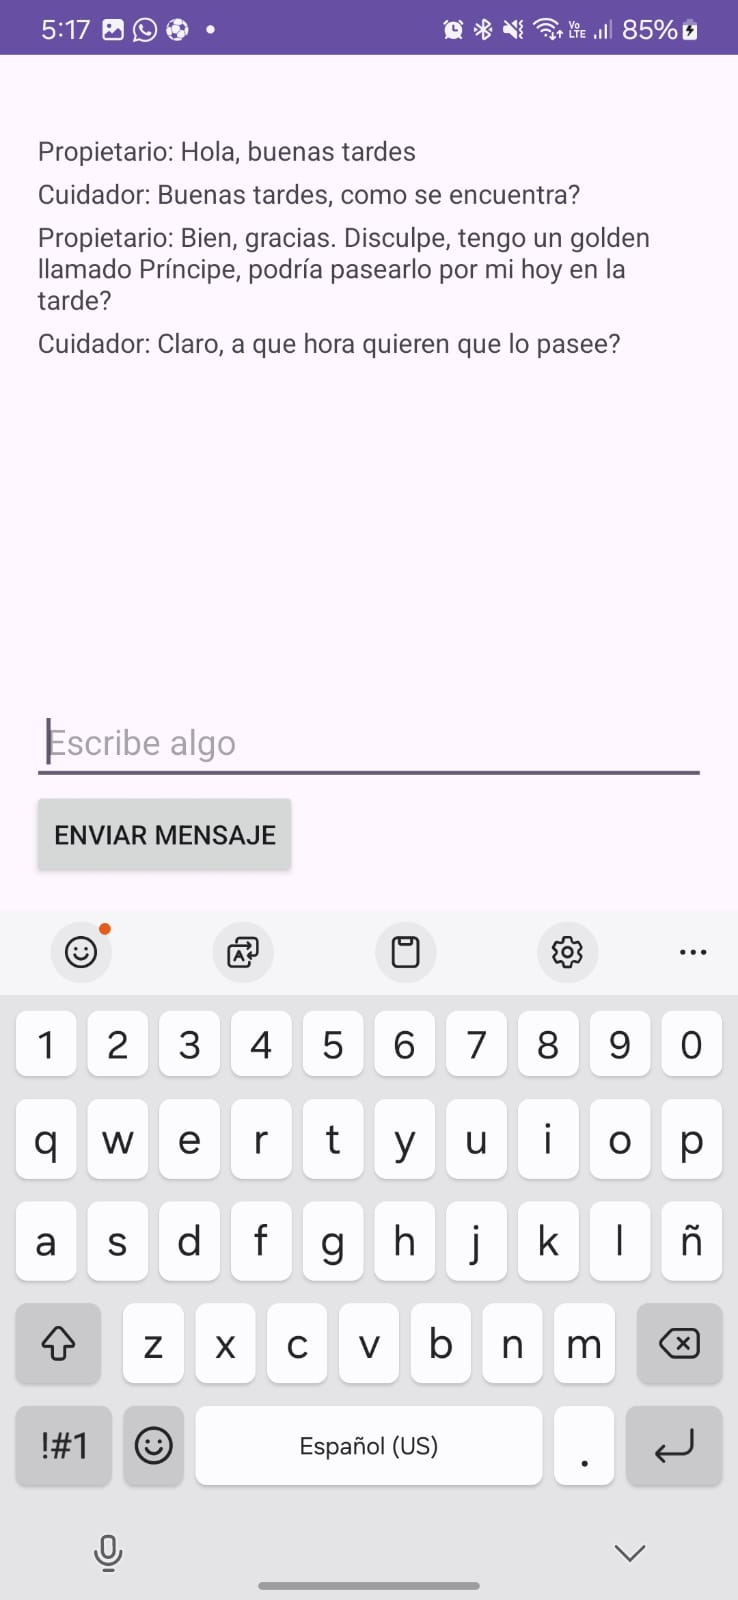 5:17 85%
Vo
LTE
Propietario: Hola, buenas tardes
Cuidador: Buenas tardes, como se encuentra?
Propietario: Bien, gracias. Disculpe, tengo un golden
llamado Príncipe, podría pasearlo por mi hoy en la
tarde?
Cuidador: Claro, a que hora quieren que lo pasee?
Escribe algo
ENVIAR MENSAJE
A
1 2 3 4 5 6 7 8 9 0
q w e r t y u i o p
a s d f g h j k l ñ
z x c v b n m
!#1 Español (US) .